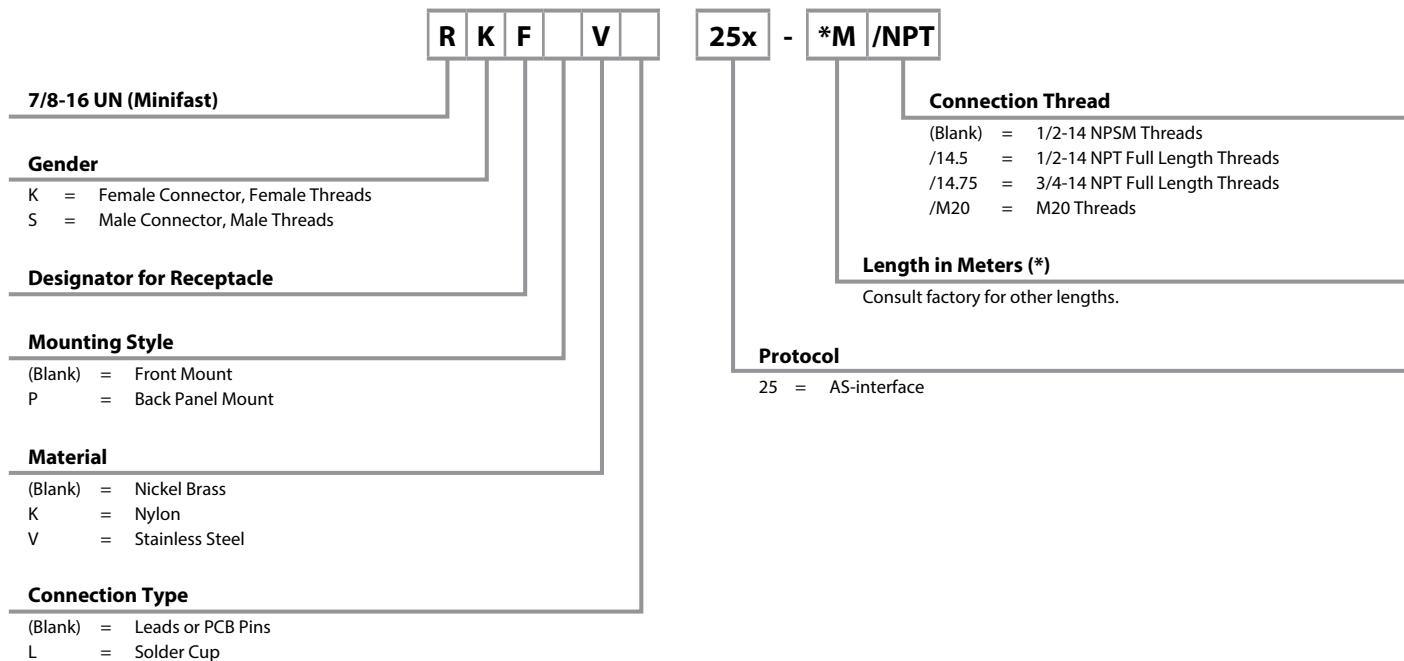 R K F V 25x - *M /NPT
7/8-16 UN (Minifast)
Gender
K = Female Connector, Female Threads
S = Male Connector, Male Threads
Designator for Receptacle
Mounting Style
(Blank) = Front Mount
P = Back Panel Mount
Material
(Blank) = Nickel Brass
K = Nylon
V = Stainless Steel
Connection Type
(Blank) = Leads or PCB Pins
L = Solder Cup
Connection Thread
(Blank) = 1/2-14 NPSM Threads
/14.5 = 1/2-14 NPT Full Length Threads
/14.75 = 3/4-14 NPT Full Length Threads
/M20 = M20 Threads
Length in Meters (*)
Consult factory for other lengths.
Protocol
25 = AS-interface